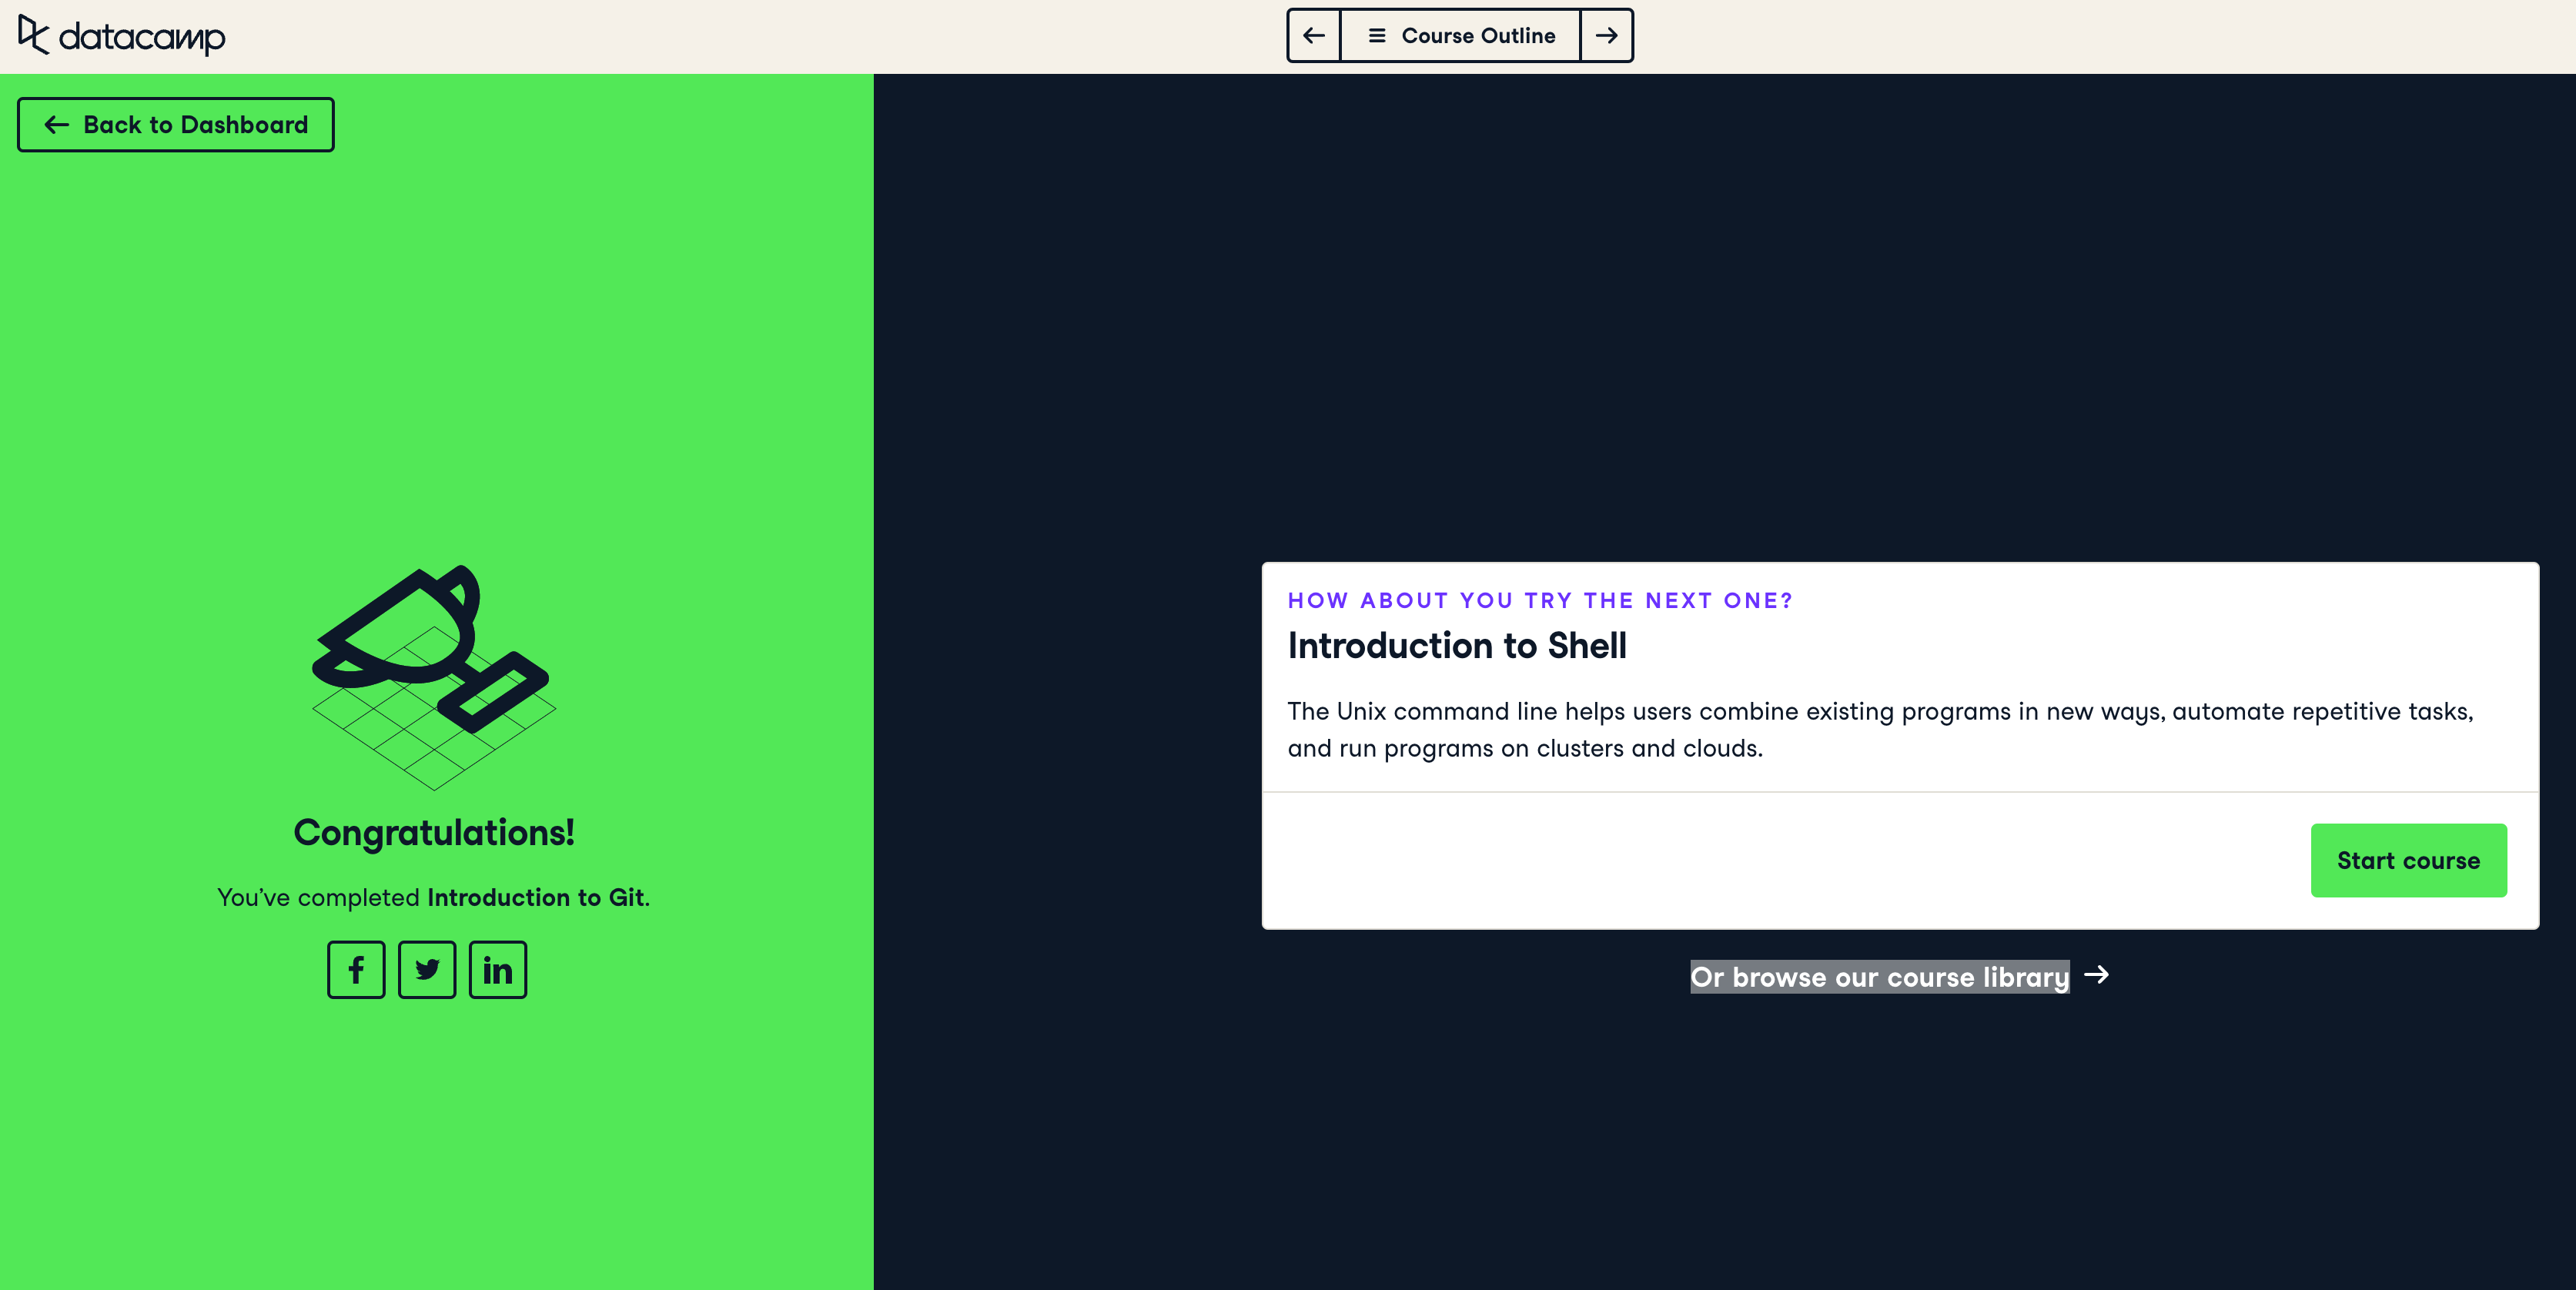 datacamp
Course Outline
Back to Dashboard
Congratulations!
You’ve completed Introduction to Git.
HOW ABOUT YOU TRY THE NEXT ONE?
Introduction to Shell
The Unix command line helps users combine existing programs in new ways, automate repetitive tasks,
and run programs on clusters and clouds.
Start course
Or browse our course library